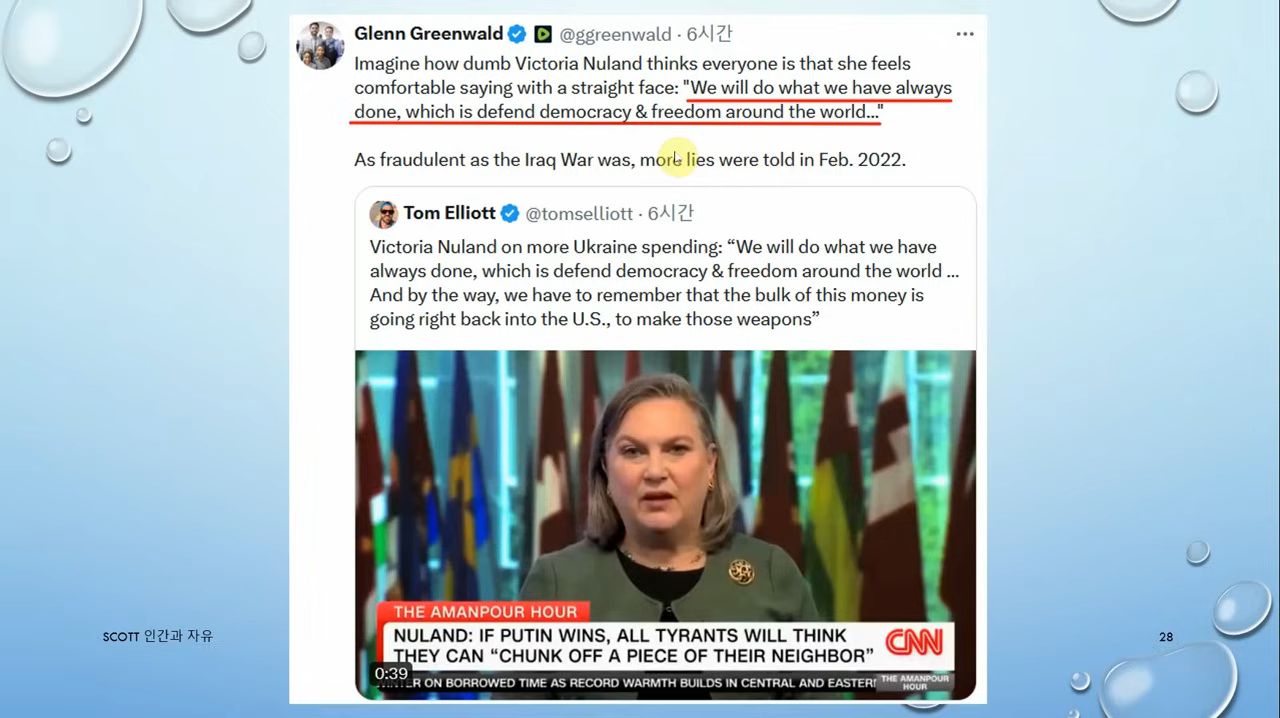 Glenn Greenwald @ggreenwald · 6시간
Imagine how dumb Victoria Nuland thinks everyone is that she feels
comfortable saying with a straight face: "We will do what we have always
done, which is defend democracy & freedom around the world..."
As fraudulent as the Iraq War was, more lies were told in Feb. 2022.
Tom Elliott @tomselliott · 6시간
Victoria Nuland on more Ukraine spending: “We will do what we have
always done, which is defend democracy & freedom around the world ...
And by the way, we have to remember that the bulk of this money is
going right back into the U.S., to make those weapons”
THE AMANPOUR HOUR
NULAND: IF PUTIN WINS, ALL TYRANTS WILL THINK
THEY CAN “CHUNK OFF A PIECE OF THEIR NEIGHBOR”
CNN
0:39
ON BORROWED TIME AS RECORD WARMTH BUILDS IN CENTRAL AND EASTERN
THE AMANPOUR
HOUR
SCOTT 인간과 자유
28